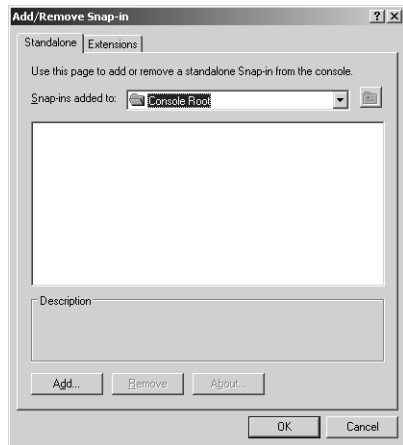 Add/Remove Snap-in
Standalone Extensions
Use this page to add or remove a standalone Snap-in from the console.
Snap-ins added to: Console Root
Description
Add... Remove About...
OK Cancel